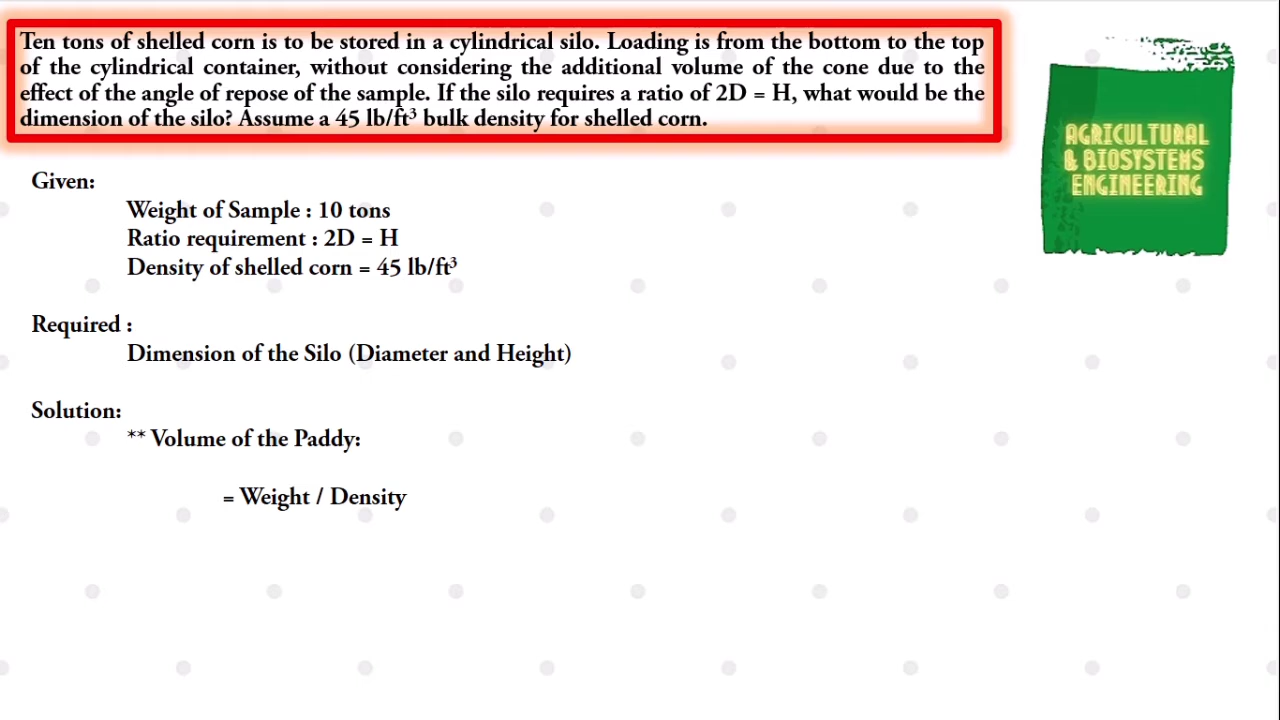 Ten tons of shelled corn is to be stored in a cylindrical silo. Loading is from the bottom to the top
of the cylindrical container, without considering the additional volume of the cone due to the
effect of the angle of repose of the sample. If the silo requires a ratio of 2D = H, what would be the
dimension of the silo? Assume a 45 lb/ft³ bulk density for shelled corn.
AGRICULTURAL
& BIOSYSTEMS
ENGINEERING
Given:
Weight of Sample : 10 tons
Ratio requirement : 2D = H
Density of shelled corn = 45 lb/ft³
Required :
Dimension of the Silo (Diameter and Height)
Solution:
** Volume of the Paddy:
= Weight / Density